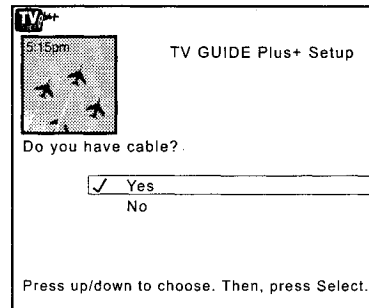 TV
5:15pm
TV GUIDE Plus+ Setup
Do you have cable?
✓ Yes
No
Press up/down to choose. Then, press Select.